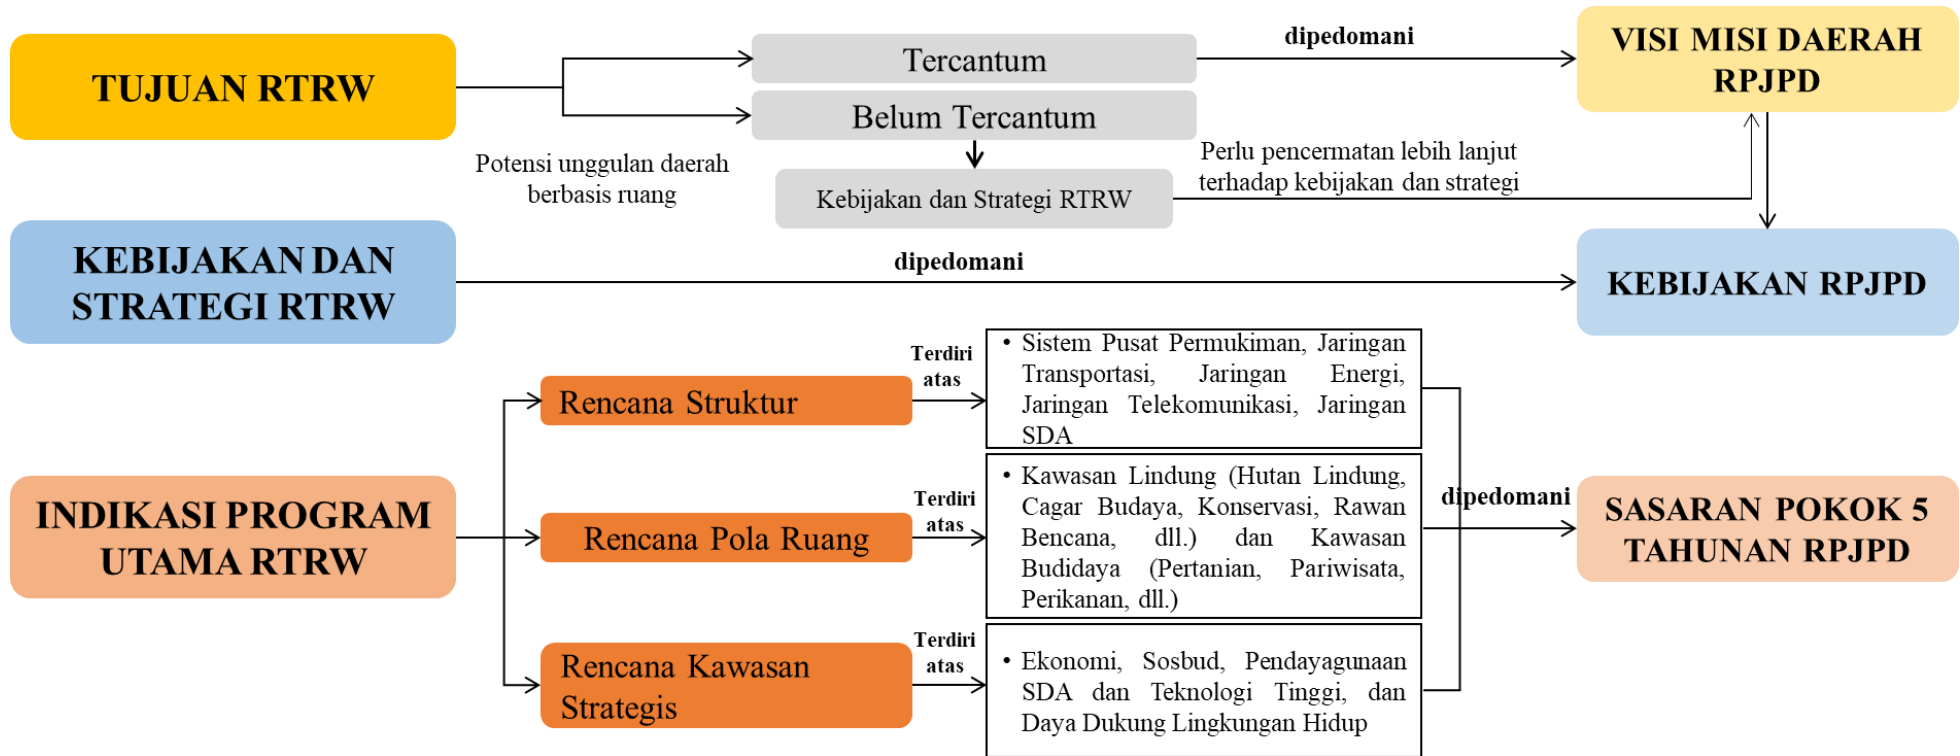 TUJUAN RTRW
Tercantum
Belum Tercantum
dipedomani
VISI MISI DAERAH
RPJPD
Potensi unggulan daerah
berbasis ruang
Kebijakan dan Strategi RTRW
Perlu pencermatan lebih lanjut
terhadap kebijakan dan strategi
KEBIJAKAN DAN
STRATEGI RTRW
dipedomani
KEBIJAKAN RPJPD
INDIKASI PROGRAM
UTAMA RTRW
Rencana Struktur
Terdiri
atas
• Sistem Pusat Permukiman, Jaringan
Transportasi, Jaringan Energi,
Jaringan Telekomunikasi, Jaringan
SDA
Rencana Pola Ruang
Terdiri
atas
• Kawasan Lindung (Hutan Lindung,
Cagar Budaya, Konservasi, Rawan
Bencana, dll.) dan Kawasan
Budidaya (Pertanian, Pariwisata,
Perikanan, dll.)
Rencana Kawasan
Strategis
Terdiri
atas
• Ekonomi, Sosbud, Pendayagunaan
SDA dan Teknologi Tinggi, dan
Daya Dukung Lingkungan Hidup
dipedomani
SASARAN POKOK 5
TAHUNAN RPJPD